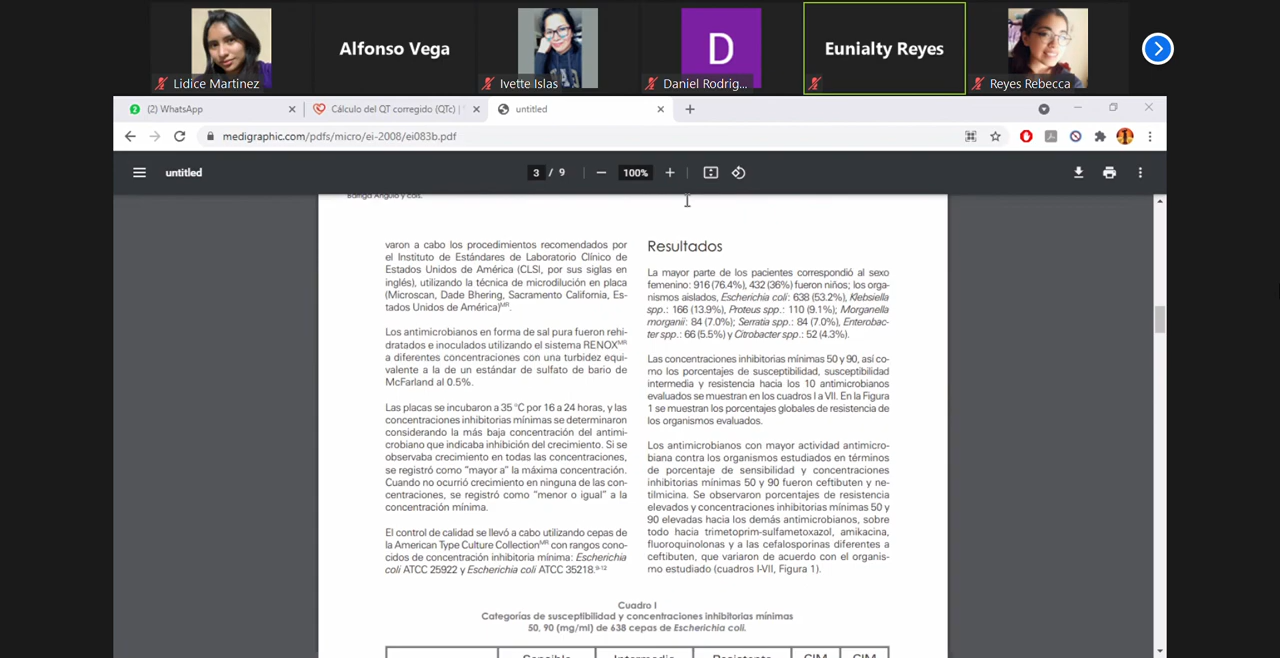 Alfonso Vega
D
Eunialty Reyes
Lidice Martinez
Ivette Islas
Daniel Rodrig...
Reyes Rebecca
(2) WhatsApp
Cálculo del QT corregido (QTc) |
untitled
medigraphic.com/pdfs/micro/ei-2008/ei083b.pdf
untitled
3 / 9
100%
Barriga Angulo y cols.
varon a cabo los procedimientos recomendados por
el Instituto de Estándares de Laboratorio Clínico de
Estados Unidos de América (CLSI, por sus siglas en
inglés), utilizando la técnica de microdilución en placa
(Microscan, Dade Bhering, Sacramento California, Es-
tados Unidos de América)MR.
Los antimicrobianos en forma de sal pura fueron rehi-
dratados e inoculados utilizando el sistema RENOXMR
a diferentes concentraciones con una turbidez equi-
valente a la de un estándar de sulfato de bario de
McFarland al 0.5%.
Las placas se incubaron a 35 °C por 16 a 24 horas, y las
concentraciones inhibitorias mínimas se determinaron
considerando la más baja concentración del antimi-
crobiano que indicaba inhibición del crecimiento. Si se
observaba crecimiento en todas las concentraciones,
se registró como "mayor a" la máxima concentración.
Cuando no ocurrió crecimiento en ninguna de las con-
centraciones, se registró como "menor o igual" a la
concentración mínima.
El control de calidad se llevó a cabo utilizando cepas de
la American Type Culture CollectionMR con rangos cono-
cidos de concentración inhibitoria mínima: Escherichia
coli ATCC 25922 y Escherichia coli ATCC 35218.9-12
Resultados
La mayor parte de los pacientes correspondió al sexo
femenino: 916 (76.4%), 432 (36%) fueron niños; los orga-
nismos aislados, Escherichia coli: 638 (53.2%), Klebsiella
spp.: 166 (13.9%), Proteus spp.: 110 (9.1%); Morganella
morganii: 84 (7.0%); Serratia spp.: 84 (7.0%), Enterobac-
ter spp.: 66 (5.5%) y Citrobacter spp.: 52 (4.3%).
Las concentraciones inhibitorias mínimas 50 y 90, así co-
mo los porcentajes de susceptibilidad, susceptibilidad
intermedia y resistencia hacia los 10 antimicrobianos
evaluados se muestran en los cuadros I a VII. En la Figura
1 se muestran los porcentajes globales de resistencia de
los organismos evaluados.
Los antimicrobianos con mayor actividad antimicro-
biana contra los organismos estudiados en términos
de porcentaje de sensibilidad y concentraciones
inhibitorias mínimas 50 y 90 fueron ceftibuten y ne-
tilmicina. Se observaron porcentajes de resistencia
elevados y concentraciones inhibitorias mínimas 50 y
90 elevadas hacia los demás antimicrobianos, sobre
todo hacia trimetoprim-sulfametoxazol, amikacina,
fluoroquinolonas y a las cefalosporinas diferentes a
ceftibuten, que variaron de acuerdo con el organis-
mo estudiado (cuadros I-VII, Figura 1).
Cuadro I
Categorías de susceptibilidad y concentraciones inhibitorias mínimas
50, 90 (mg/ml) de 638 cepas de Escherichia coli.
Sensible Intermedio Resistente CIM CIM